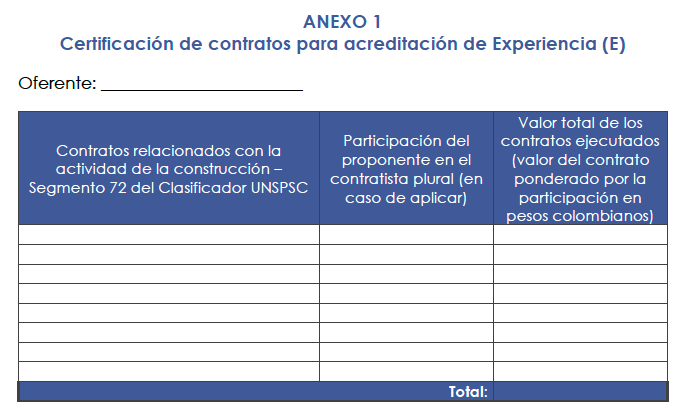 ANEXO 1
Certificación de contratos para acreditación de Experiencia (E)
Oferente: ________________________
Contratos relacionados con la
actividad de la construcción –
Segmento 72 del Clasificador UNSPSC
Participación del
proponente en el
contratista plural (en
caso de aplicar)
Valor total de los
contratos ejecutados
(valor del contrato
ponderado por la
participación en
pesos colombianos)
Total: